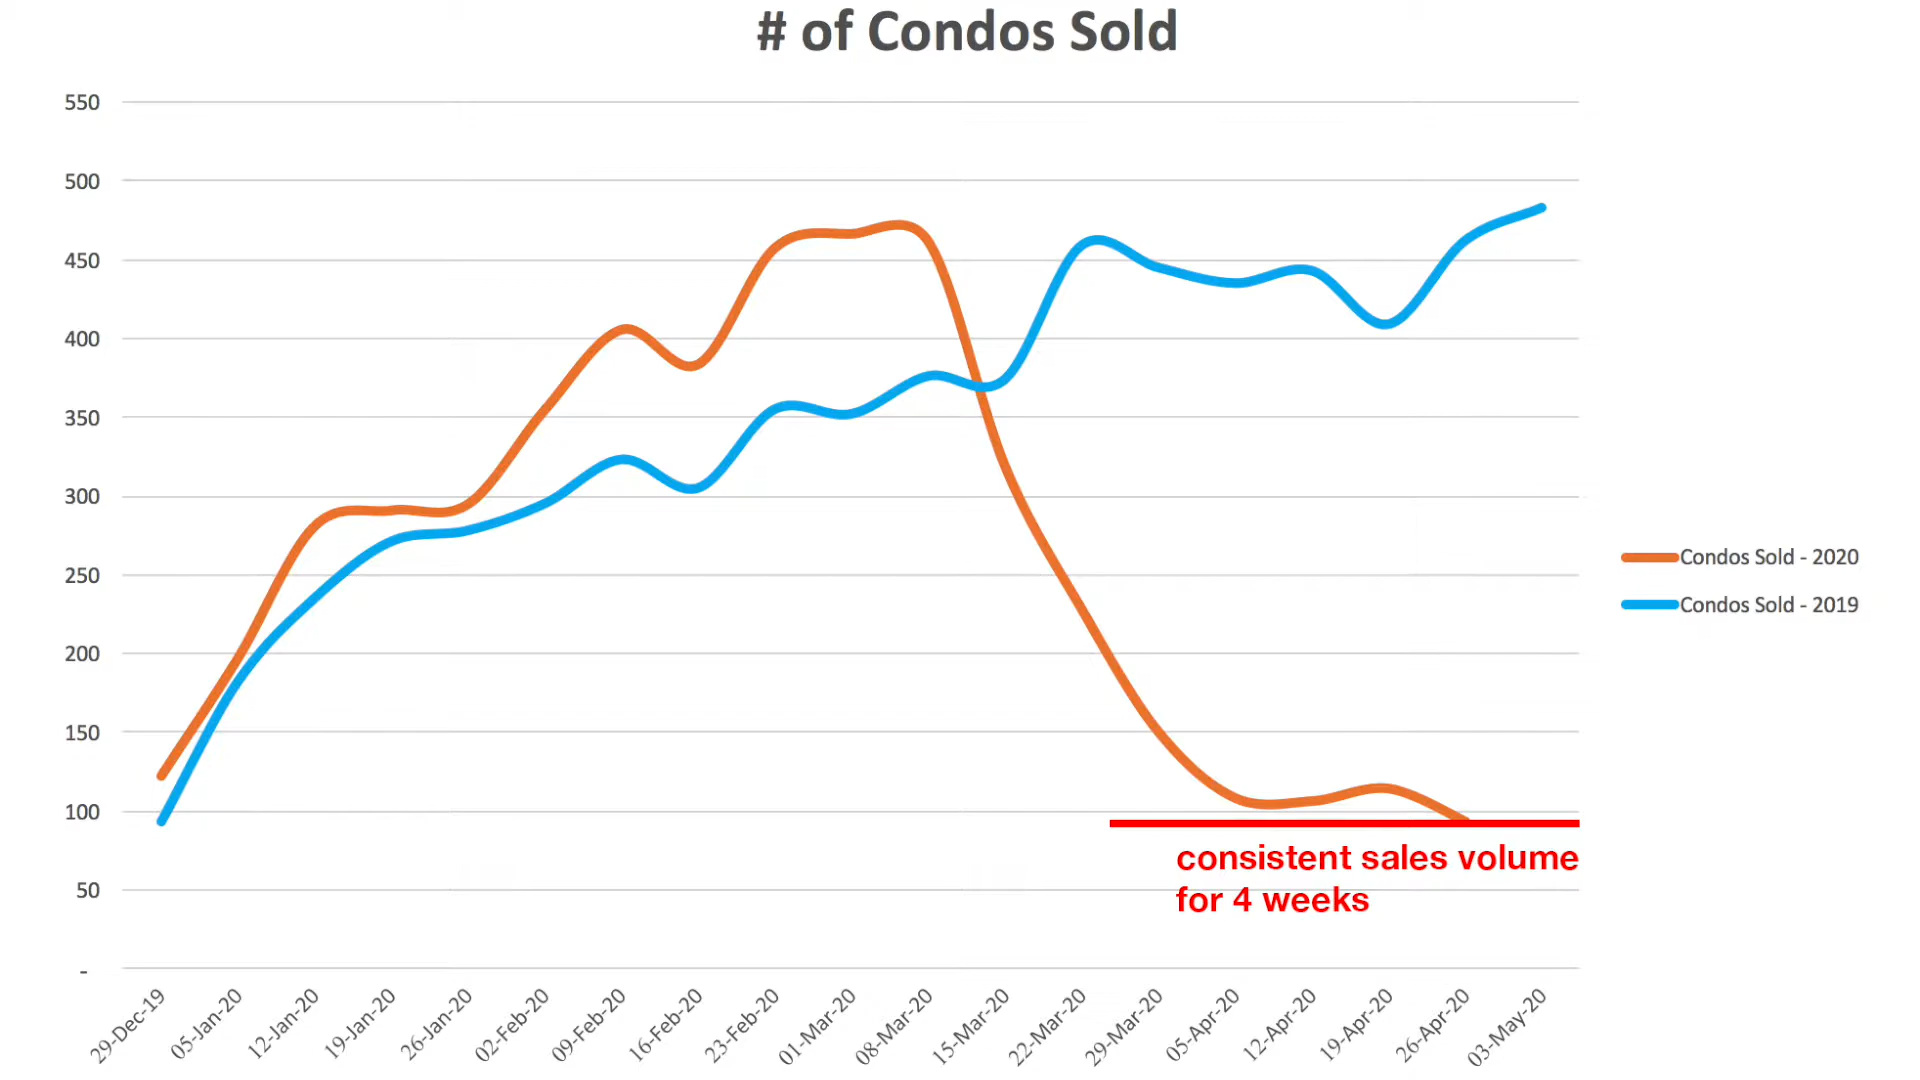 # of Condos Sold
550
500
450
400
350
300
250
200
150
100
50
-
Condos Sold - 2020
Condos Sold - 2019
consistent sales volume
for 4 weeks
29-Dec-19
05-Jan-20
12-Jan-20
19-Jan-20
26-Jan-20
02-Feb-20
09-Feb-20
16-Feb-20
23-Feb-20
01-Mar-20
08-Mar-20
15-Mar-20
22-Mar-20
29-Mar-20
05-Apr-20
12-Apr-20
19-Apr-20
26-Apr-20
03-May-20